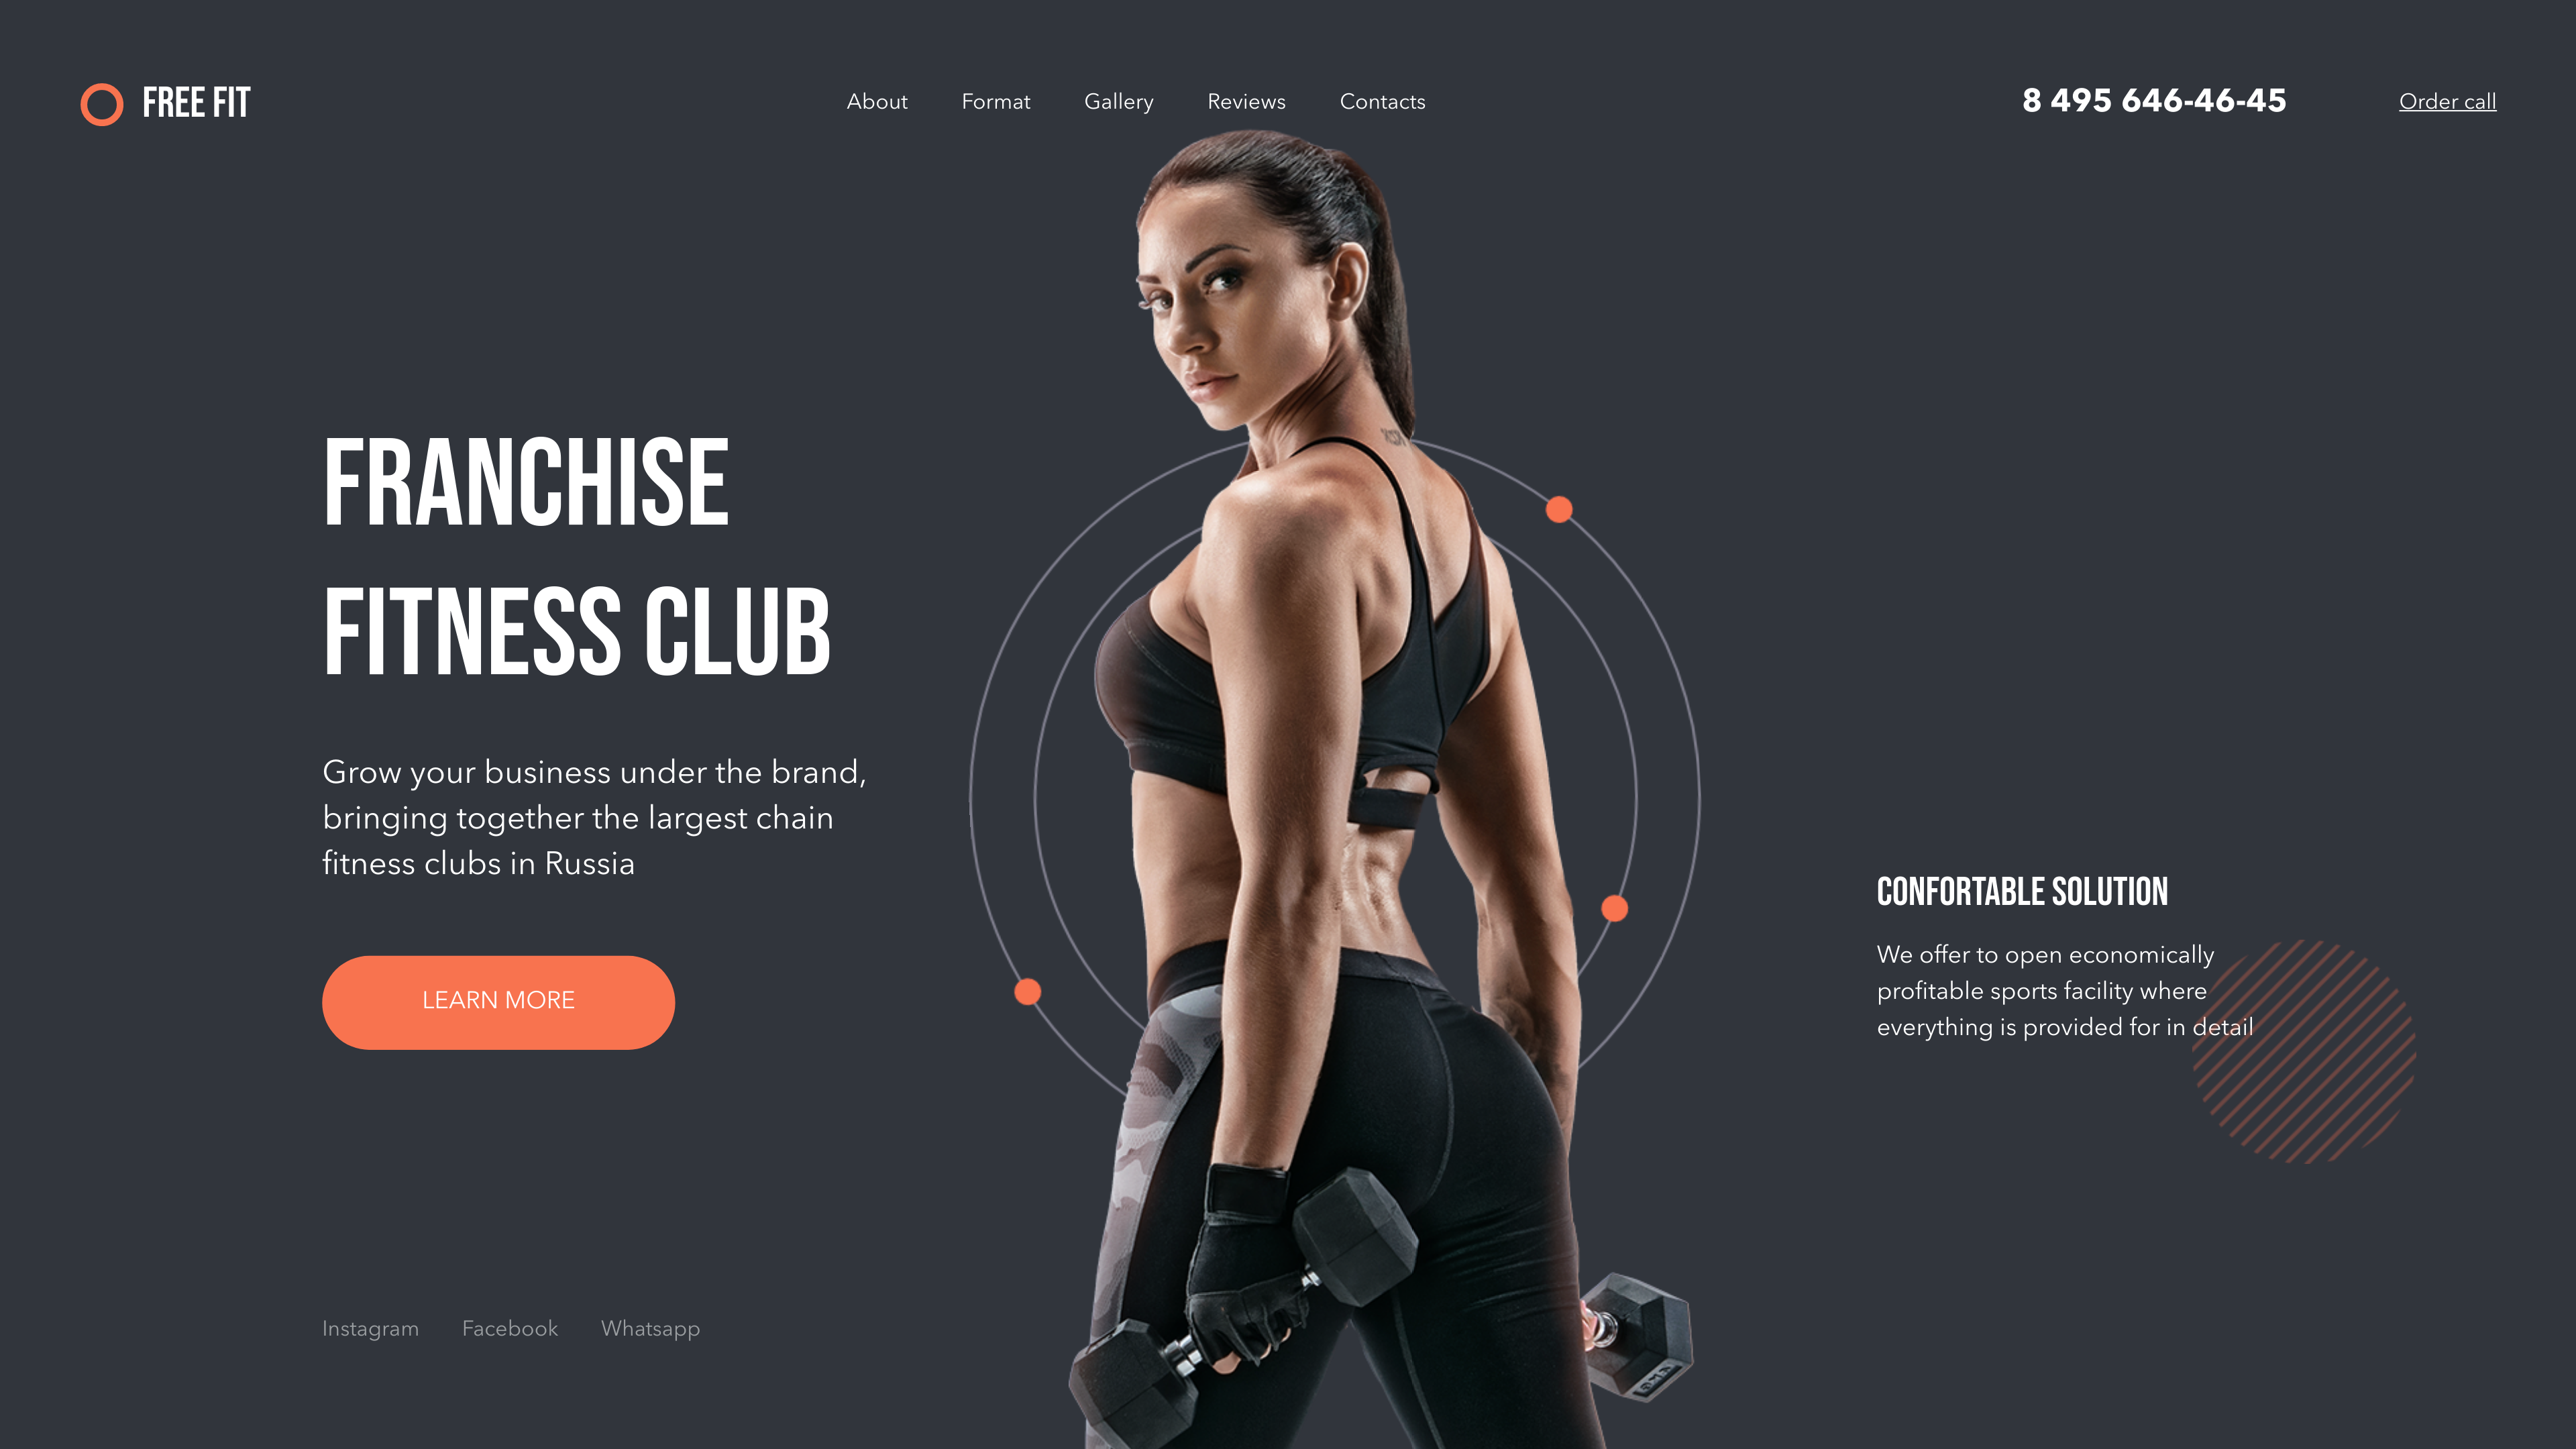 FREE FIT
About Format Gallery Reviews Contacts
8 495 646-46-45
Order call
FRANCHISE
FITNESS CLUB
Grow your business under the brand,
bringing together the largest chain
fitness clubs in Russia
LEARN MORE
CONFORTABLE SOLUTION
We offer to open economically
profitable sports facility where
everything is provided for in detail
Instagram Facebook Whatsapp